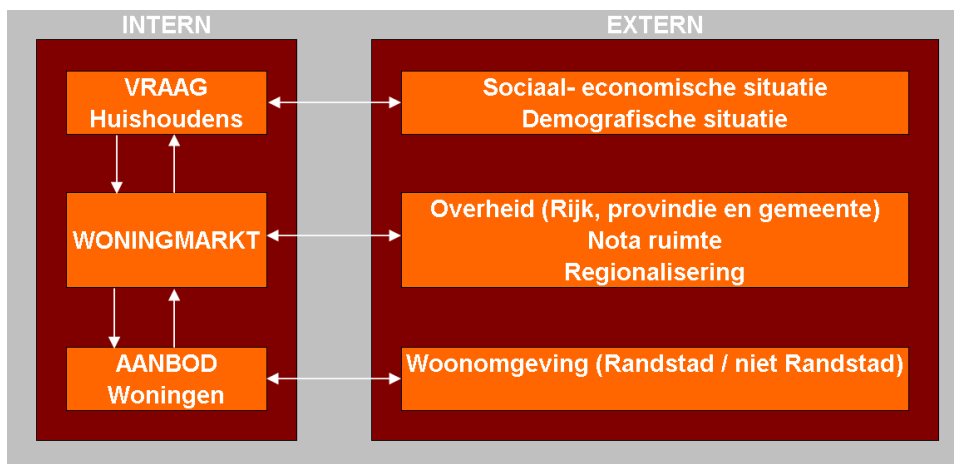 INTERN
EXTERN
VRAAG
Huishoudens
Sociaal- economische situatie
Demografische situatie
WONINGMARKT
Overheid (Rijk, provindie en gemeente)
Nota ruimte
Regionalisering
AANBOD
Woningen
Woonomgeving (Randstad / niet Randstad)